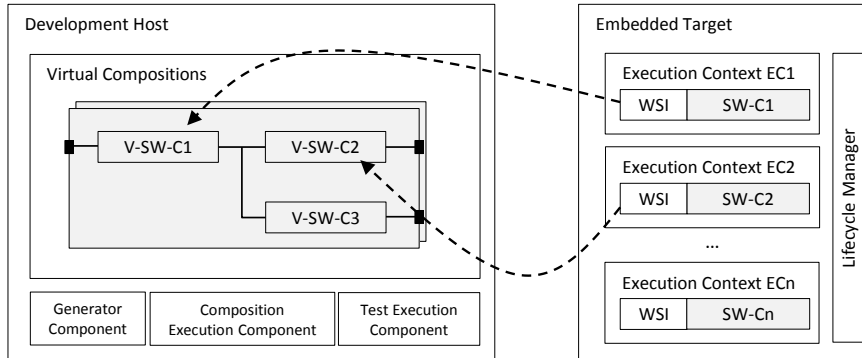 Development Host
Virtual Compositions
V-SW-C1
V-SW-C2
V-SW-C3
Generator
Component
Composition
Execution Component
Test Execution
Component
Embedded Target
Execution Context EC1
WSI
SW-C1
Execution Context EC2
WSI
SW-C2
...
Execution Context ECn
WSI
SW-Cn
Lifecycle Manager